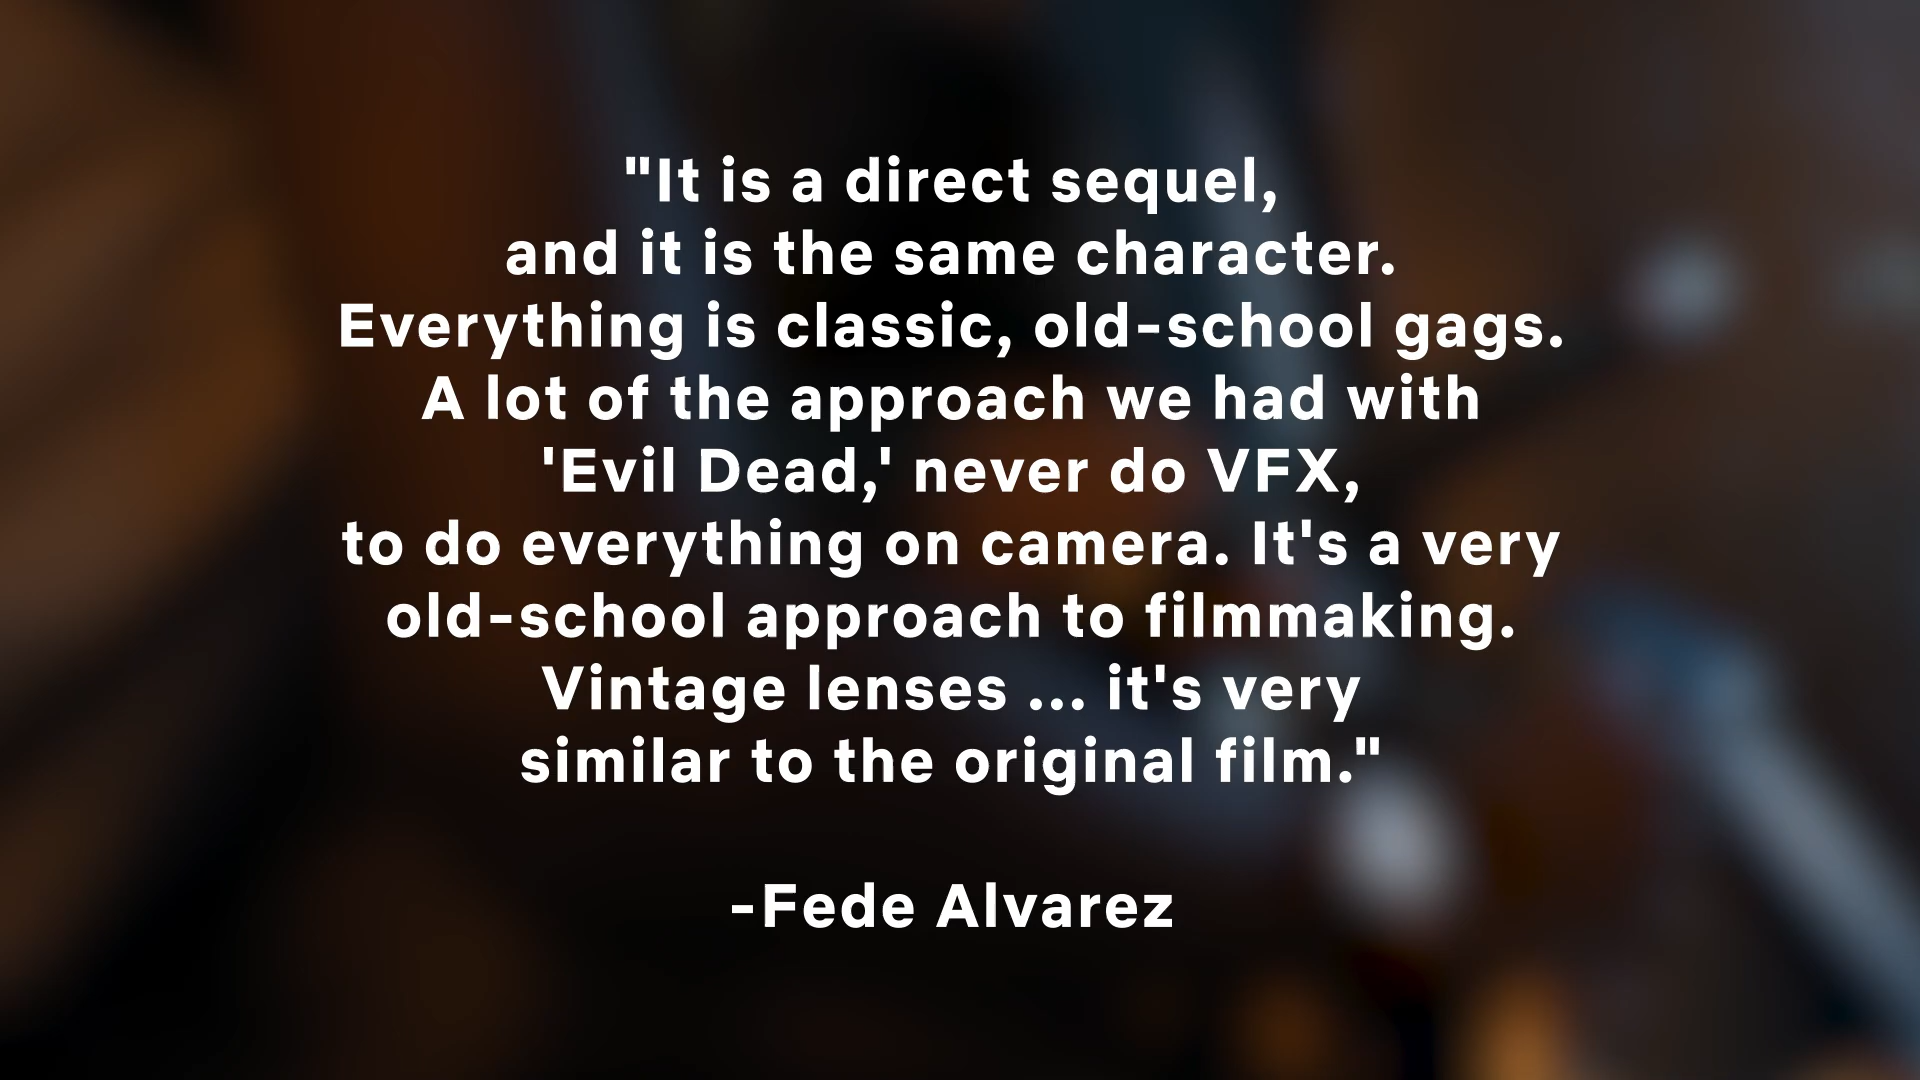 "It is a direct sequel,
and it is the same character.
Everything is classic, old-school gags.
A lot of the approach we had with
'Evil Dead,' never do VFX,
to do everything on camera. It's a very
old-school approach to filmmaking.
Vintage lenses ... it's very
similar to the original film."
-Fede Alvarez